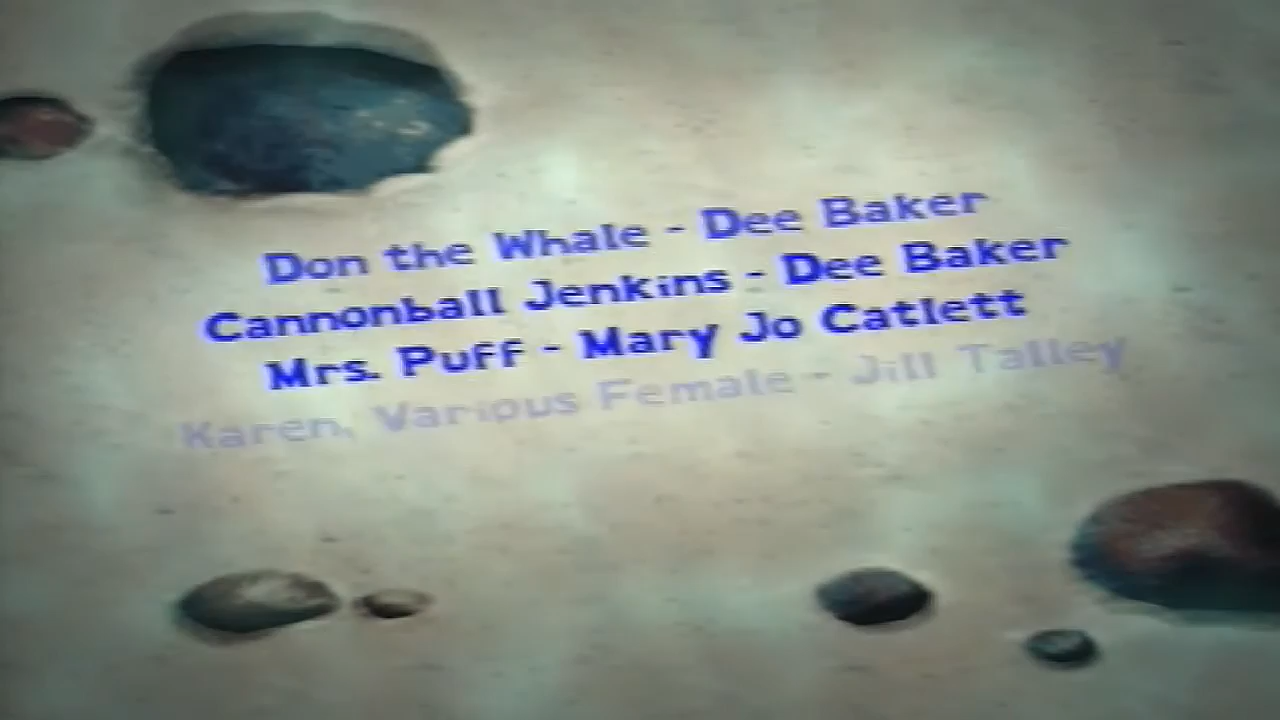 Don the Whale - Dee Baker
Cannonball Jenkins - Dee Baker
Mrs. Puff - Mary Jo Catlett
Karen, Various Female - Jill Talley